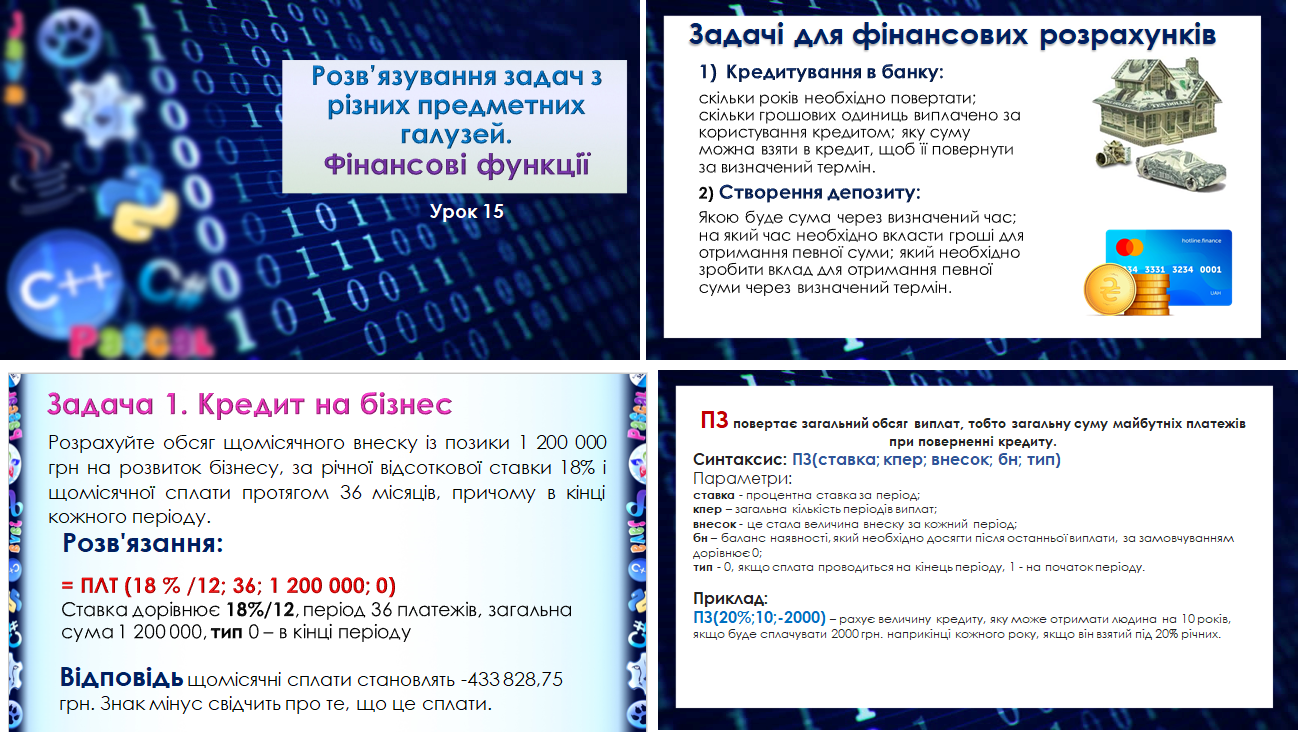 Розв'язування задач з
різних предметних
галузей.
Фінансові функції
Урок 15
C++
C#
Pascal
Задачі для фінансових розрахунків
1) Кредитування в банку:
скільки років необхідно повертати;
скільки грошових одиниць виплачено за
користування кредитом; яку суму
можна взяти в кредит, щоб її повернути
за визначений термін.
2) Створення депозиту:
Якою буде сума через визначений час;
на який час необхідно вкласти гроші для
отримання певної суми; який необхідно
зробити вклад для отримання певної
суми через визначений термін.
hotline.finance
34 3331 3234 0001
UAH
Задача 1. Кредит на бізнес
Розрахуйте обсяг щомісячного внеску із позики 1 200 000
грн на розвиток бізнесу, за річної відсоткової ставки 18% і
щомісячної сплати протягом 36 місяців, причому в кінці
кожного періоду.
Розв'язання:
= ПЛТ (18 % /12; 36; 1 200 000; 0)
Ставка дорівнює 18%/12, період 36 платежів, загальна
сума 1 200 000, тип 0 – в кінці періоду
Відповідь щомісячні сплати становлять -433 828,75
грн. Знак мінус свідчить про те, що це сплати.
ПЗ повертає загальний обсяг виплат, тобто загальну суму майбутніх платежів
при поверненні кредиту.
Синтаксис: ПЗ(ставка; кпер; внесок; бн; тип)
Параметри:
ставка - процентна ставка за період;
кпер – загальна кількість періодів виплат;
внесок - це стала величина внеску за кожний період;
бн – баланс наявності, який необхідно досягти після останньої виплати, за замовчуванням
дорівнює 0;
тип - 0, якщо сплата проводиться на кінець періоду, 1 - на початок періоду.
Приклад:
ПЗ(20%;10;-2000) – рахує величину кредиту, яку може отримати людина на 10 років,
якщо буде сплачувати 2000 грн. наприкінці кожного року, якщо він взятий під 20% річних.